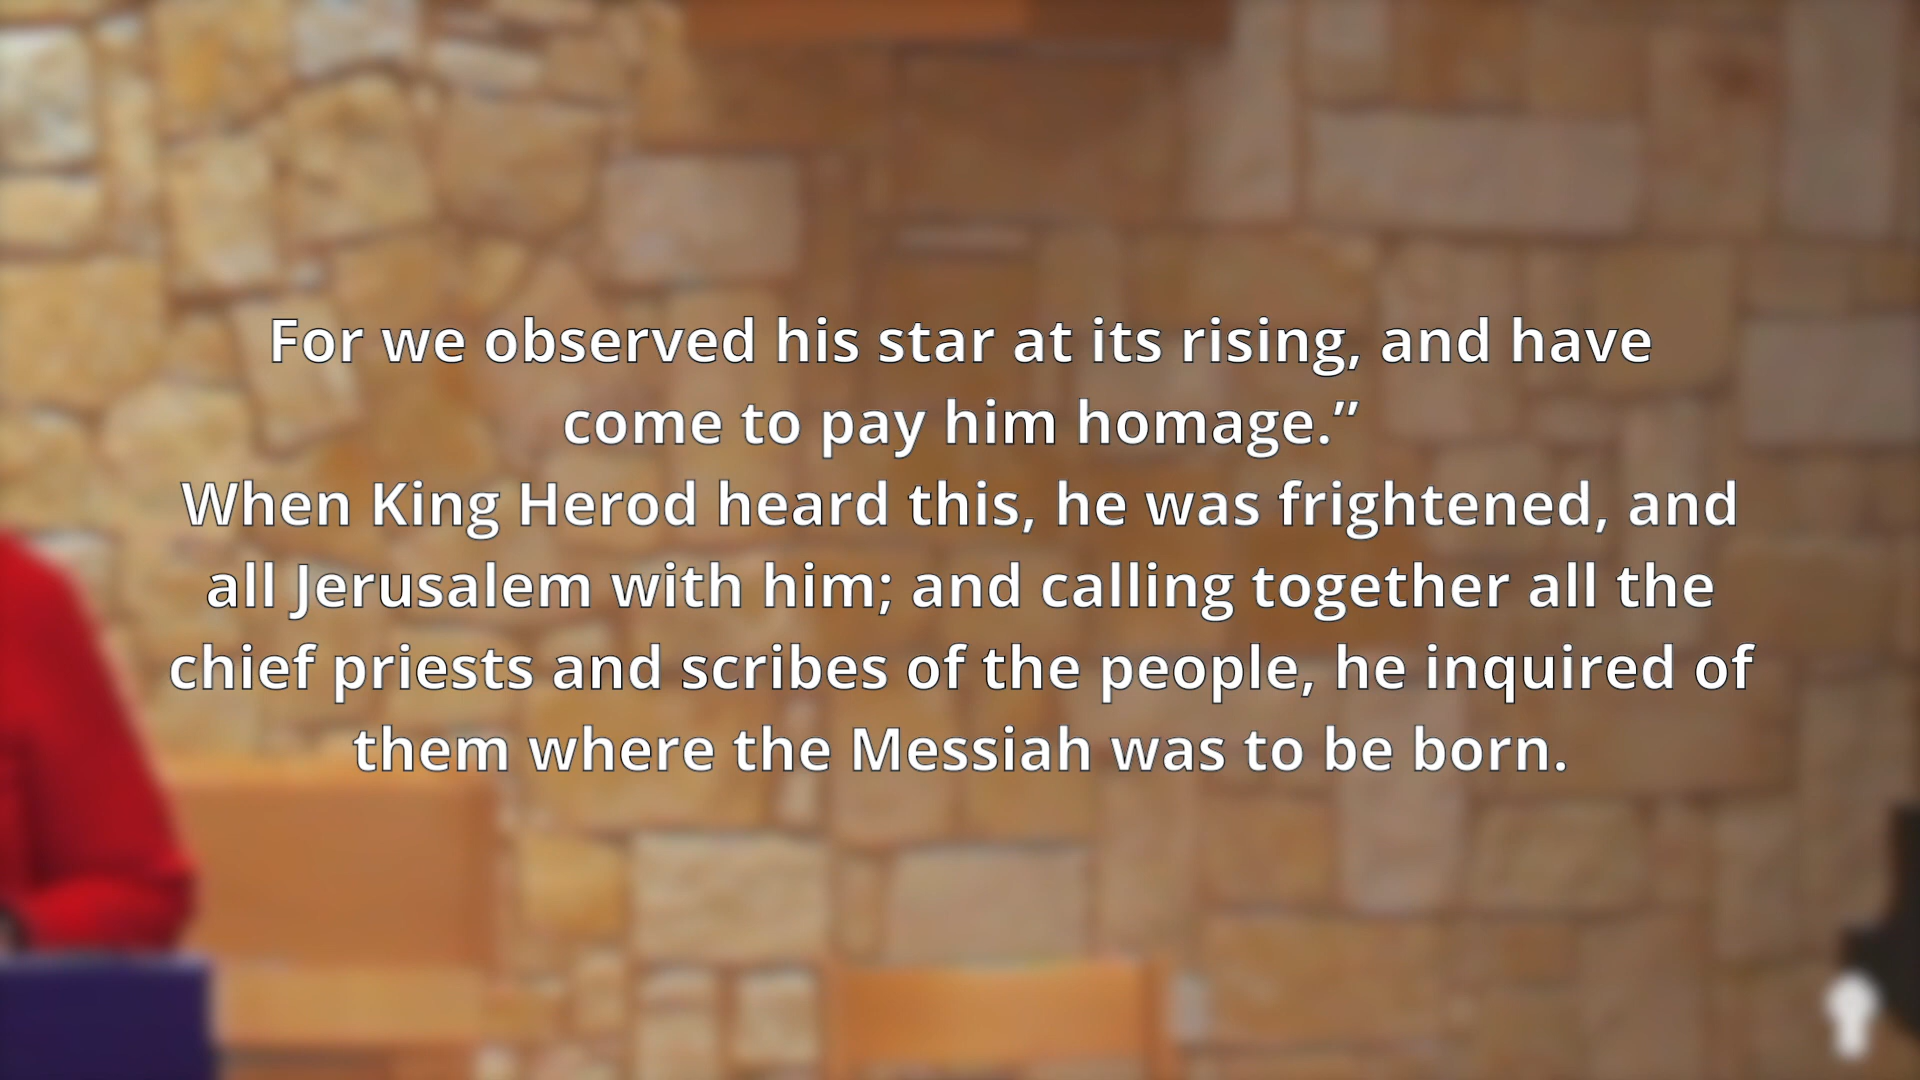 For we observed his star at its rising, and have
come to pay him homage.”
When King Herod heard this, he was frightened, and
all Jerusalem with him; and calling together all the
chief priests and scribes of the people, he inquired of
them where the Messiah was to be born.